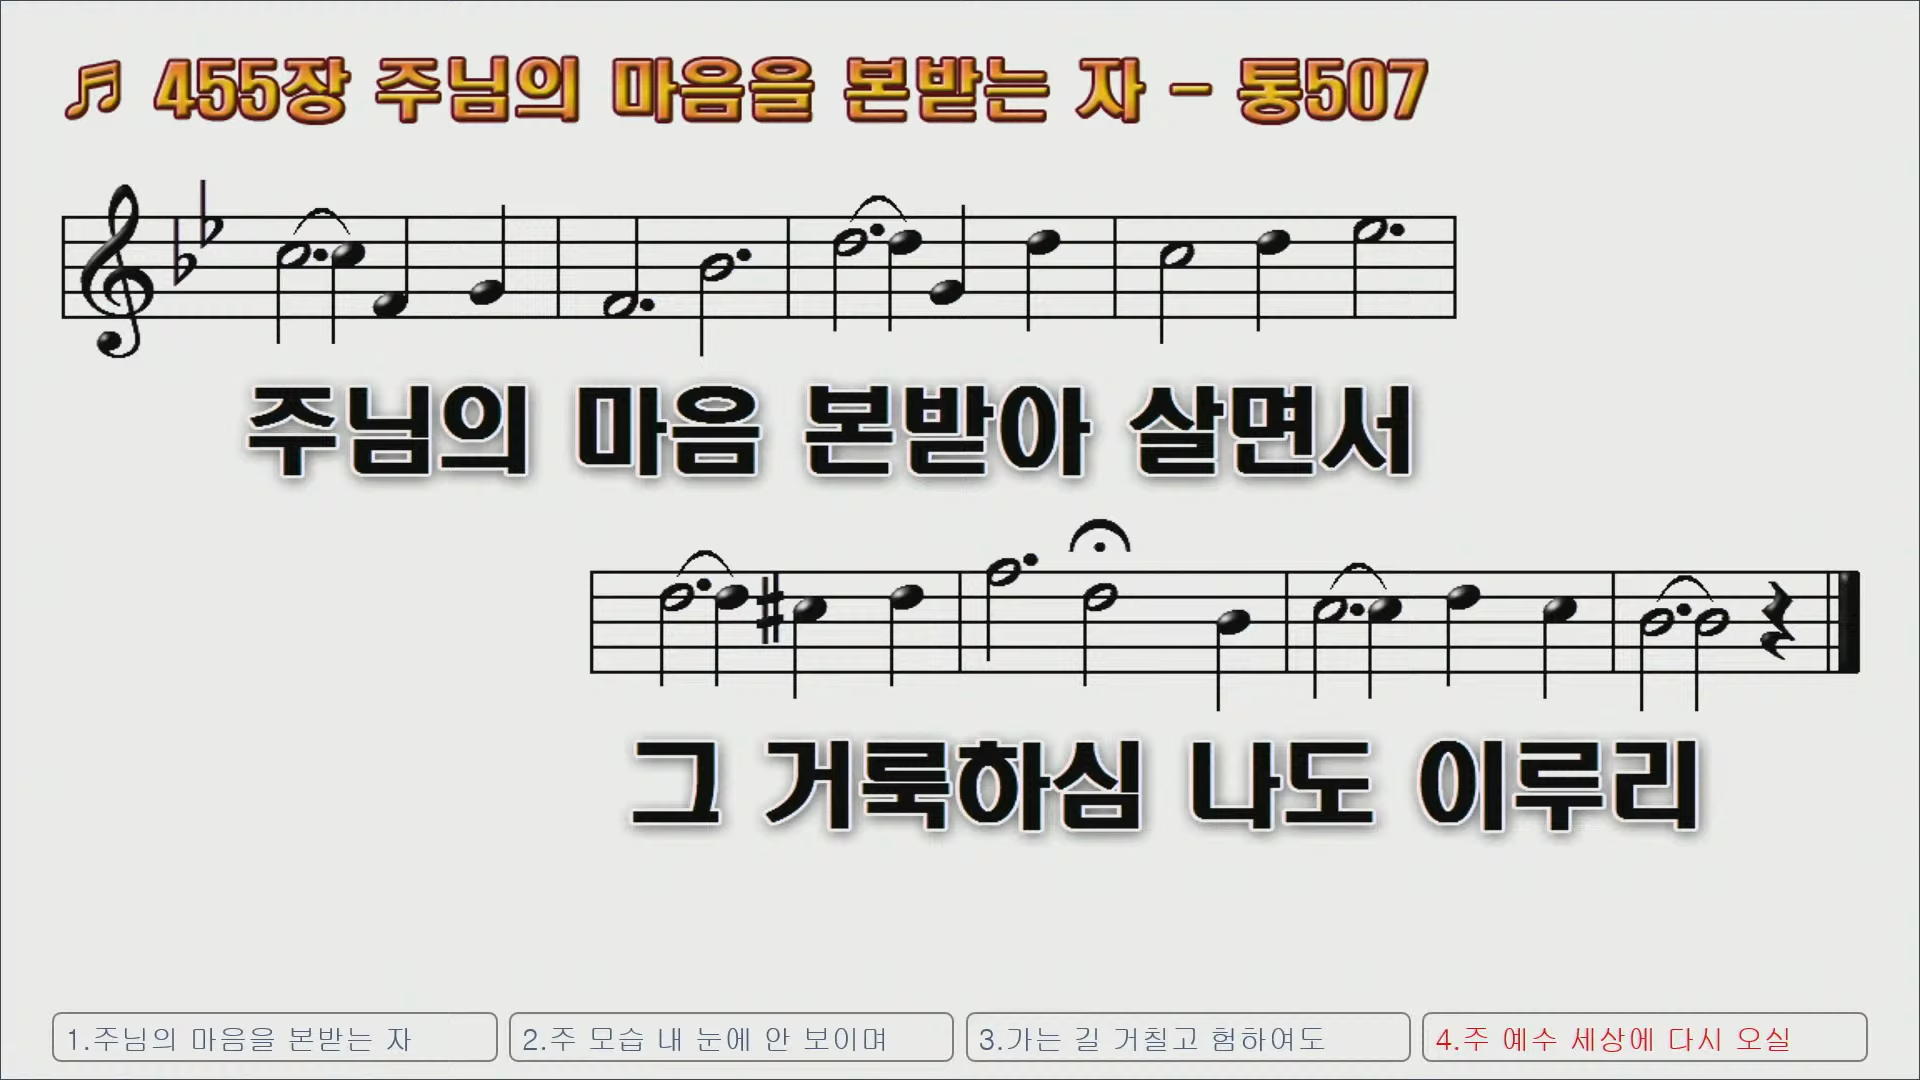 ♬ 455장 주님의 마음을 본받는 자 - 통507
주님의 마음 본받아 살면서
그 거룩하심 나도 이루리
1.주님의 마음을 본받는 자
2.주 모습 내 눈에 안 보이며
3.가는 길 거칠고 험하여도
4.주 예수 세상에 다시 오실